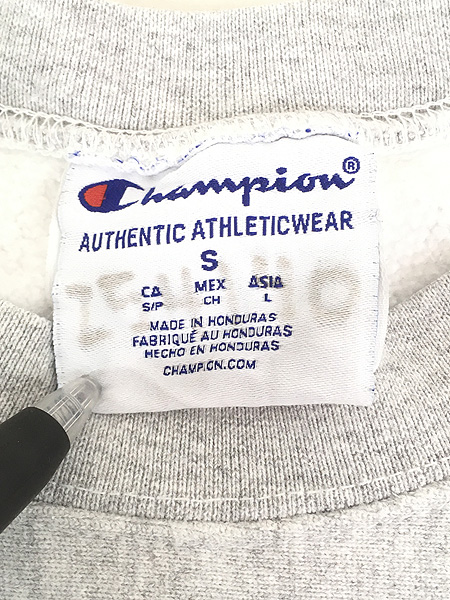 Champion®
AUTHENTIC ATHLETICWEAR
S
CA MEX ASIA
S/P CH L
MADE IN HONDURAS
FABRIQUÉ AU HONDURAS
HECHO EN HONDURAS
CHAMPION.COM